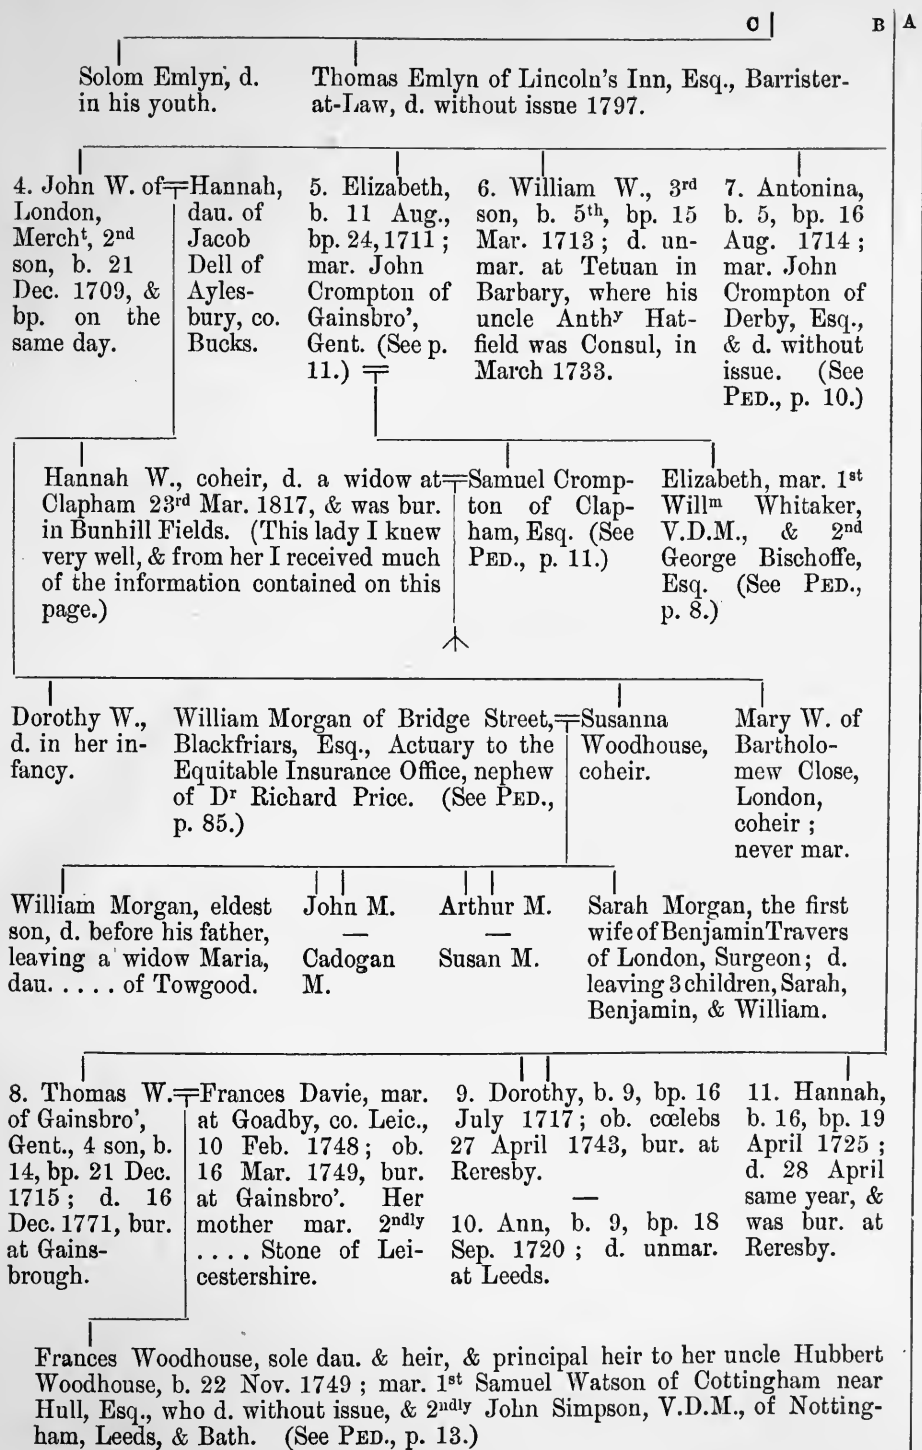 C B A
Solom Emlyn, d.
in his youth.
Thomas Emlyn of Lincoln's Inn, Esq., Barrister-
at-Law, d. without issue 1797.
4. John W. of
London,
Merchᵗ, 2ⁿᵈ
son, b. 21
Dec. 1709, &
bp. on the
same day.
Hannah,
dau. of
Jacob
Dell of
Ayles-
bury, co.
Bucks.
5. Elizabeth,
b. 11 Aug.,
bp. 24, 1711;
mar. John
Crompton of
Gainsbro',
Gent. (See p.
11.)
6. William W., 3ʳᵈ
son, b. 5ᵗʰ, bp. 15
Mar. 1713; d. un-
mar. at Tetuan in
Barbary, where his
uncle Anthʸ Hat-
field was Consul, in
March 1733.
7. Antonina,
b. 5, bp. 16
Aug. 1714;
mar. John
Crompton of
Derby, Esq.,
& d. without
issue. (See
PED., p. 10.)
Hannah W., coheir, d. a widow at
Clapham 23ʳᵈ Mar. 1817, & was bur.
in Bunhill Fields. (This lady I knew
very well, & from her I received much
of the information contained on this
page.)
Samuel Cromp-
ton of Clap-
ham, Esq. (See
PED., p. 11.)
Elizabeth, mar. 1ˢᵗ
Willᵐ Whitaker,
V.D.M., & 2ⁿᵈ
George Bischoffe,
Esq. (See PED.,
p. 8.)
Dorothy W.,
d. in her in-
fancy.
William Morgan of Bridge Street,
Blackfriars, Esq., Actuary to the
Equitable Insurance Office, nephew
of Dʳ Richard Price. (See PED.,
p. 85.)
Susanna
Woodhouse,
coheir.
Mary W. of
Bartholo-
mew Close,
London,
coheir;
never mar.
William Morgan, eldest
son, d. before his father,
leaving a widow Maria,
dau. . . . . of Towgood.
John M.
—
Cadogan
M.
Arthur M.
—
Susan M.
Sarah Morgan, the first
wife of Benjamin Travers
of London, Surgeon; d.
leaving 3 children, Sarah,
Benjamin, & William.
8. Thomas W.
of Gainsbro',
Gent., 4 son, b.
14, bp. 21 Dec.
1715; d. 16
Dec. 1771, bur.
at Gains-
brough.
Frances Davie, mar.
at Goadby, co. Leic.,
10 Feb. 1748; ob.
16 Mar. 1749, bur.
at Gainsbro'. Her
mother mar. 2ⁿᵈˡʸ
. . . . Stone of Lei-
cestershire.
9. Dorothy, b. 9, bp. 16
July 1717; ob. cœlebs
27 April 1743, bur. at
Reresby.
—
10. Ann, b. 9, bp. 18
Sep. 1720; d. unmar.
at Leeds.
11. Hannah,
b. 16, bp. 19
April 1725;
d. 28 April
same year, &
was bur. at
Reresby.
Frances Woodhouse, sole dau. & heir, & principal heir to her uncle Hubbert
Woodhouse, b. 22 Nov. 1749; mar. 1ˢᵗ Samuel Watson of Cottingham near
Hull, Esq., who d. without issue, & 2ⁿᵈˡʸ John Simpson, V.D.M., of Notting-
ham, Leeds, & Bath. (See PED., p. 13.)